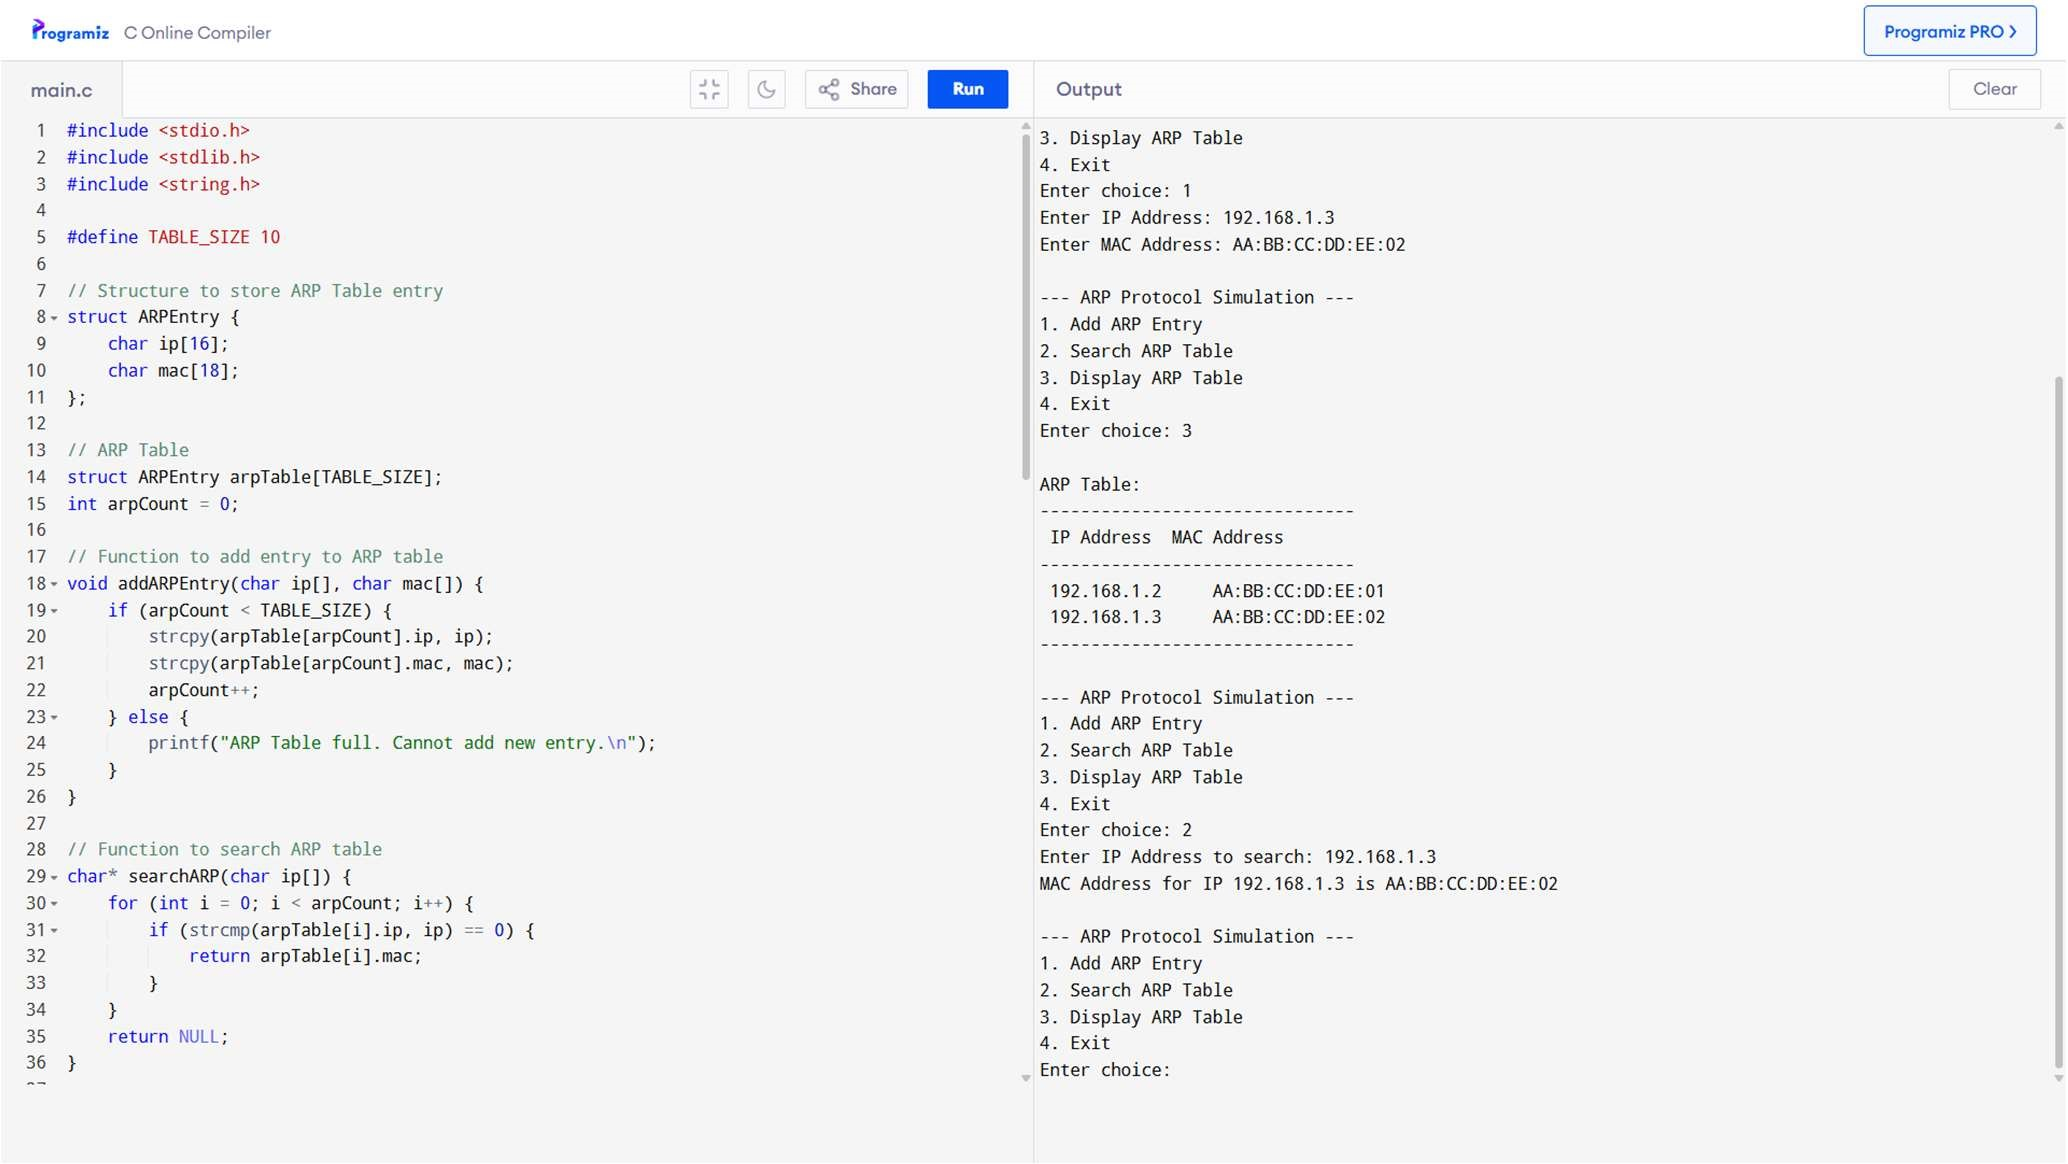 Programiz C Online Compiler
Programiz PRO >
main.c
Share
Run
Output
Clear
1 #include <stdio.h>
2 #include <stdlib.h>
3 #include <string.h>
4
5 #define TABLE_SIZE 10
6
7 // Structure to store ARP Table entry
8 struct ARPEntry {
9     char ip[16];
10     char mac[18];
11 };
12
13 // ARP Table
14 struct ARPEntry arpTable[TABLE_SIZE];
15 int arpCount = 0;
16
17 // Function to add entry to ARP table
18 void addARPEntry(char ip[], char mac[]) {
19     if (arpCount < TABLE_SIZE) {
20         strcpy(arpTable[arpCount].ip, ip);
21         strcpy(arpTable[arpCount].mac, mac);
22         arpCount++;
23     } else {
24         printf("ARP Table full. Cannot add new entry.\n");
25     }
26 }
27
28 // Function to search ARP table
29 char* searchARP(char ip[]) {
30     for (int i = 0; i < arpCount; i++) {
31         if (strcmp(arpTable[i].ip, ip) == 0) {
32             return arpTable[i].mac;
33         }
34     }
35     return NULL;
36 }
3. Display ARP Table
4. Exit
Enter choice: 1
Enter IP Address: 192.168.1.3
Enter MAC Address: AA:BB:CC:DD:EE:02
--- ARP Protocol Simulation ---
1. Add ARP Entry
2. Search ARP Table
3. Display ARP Table
4. Exit
Enter choice: 3
ARP Table:
-------------------------------
IP Address  MAC Address
-------------------------------
192.168.1.2     AA:BB:CC:DD:EE:01
192.168.1.3     AA:BB:CC:DD:EE:02
-------------------------------
--- ARP Protocol Simulation ---
1. Add ARP Entry
2. Search ARP Table
3. Display ARP Table
4. Exit
Enter choice: 2
Enter IP Address to search: 192.168.1.3
MAC Address for IP 192.168.1.3 is AA:BB:CC:DD:EE:02
--- ARP Protocol Simulation ---
1. Add ARP Entry
2. Search ARP Table
3. Display ARP Table
4. Exit
Enter choice: